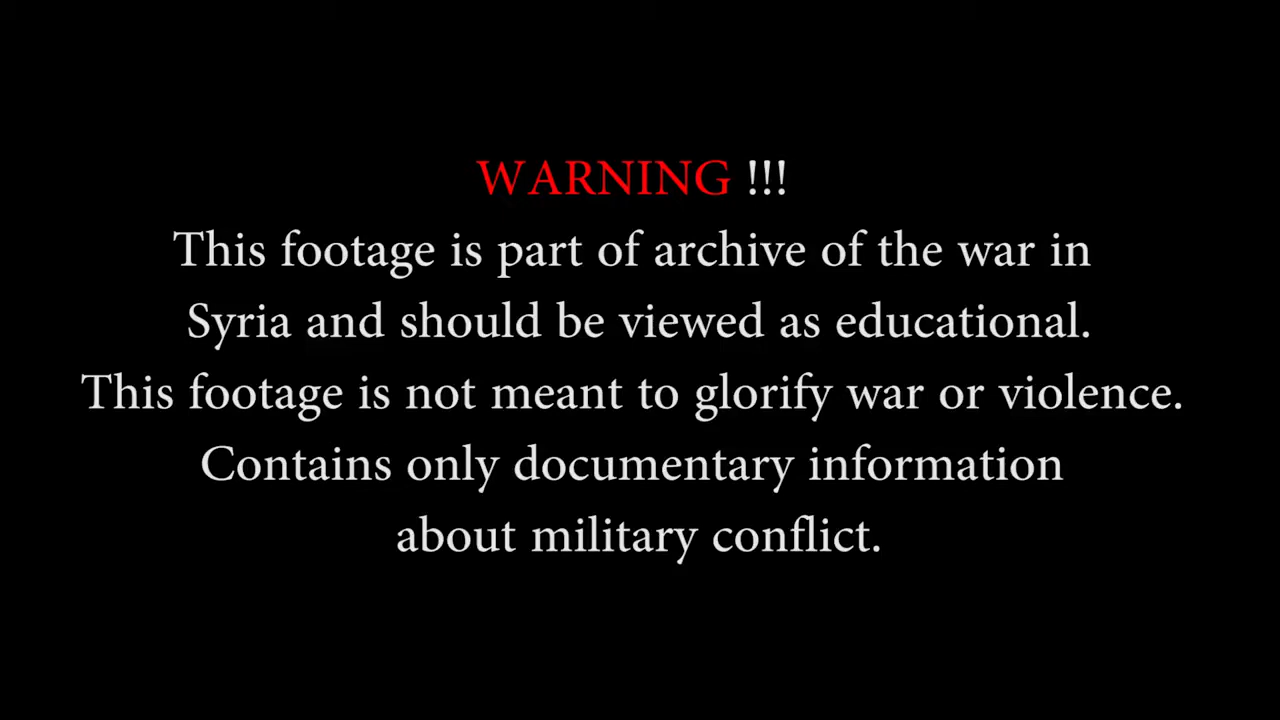 WARNING !!!
This footage is part of archive of the war in
Syria and should be viewed as educational.
This footage is not meant to glorify war or violence.
Contains only documentary information
about military conflict.